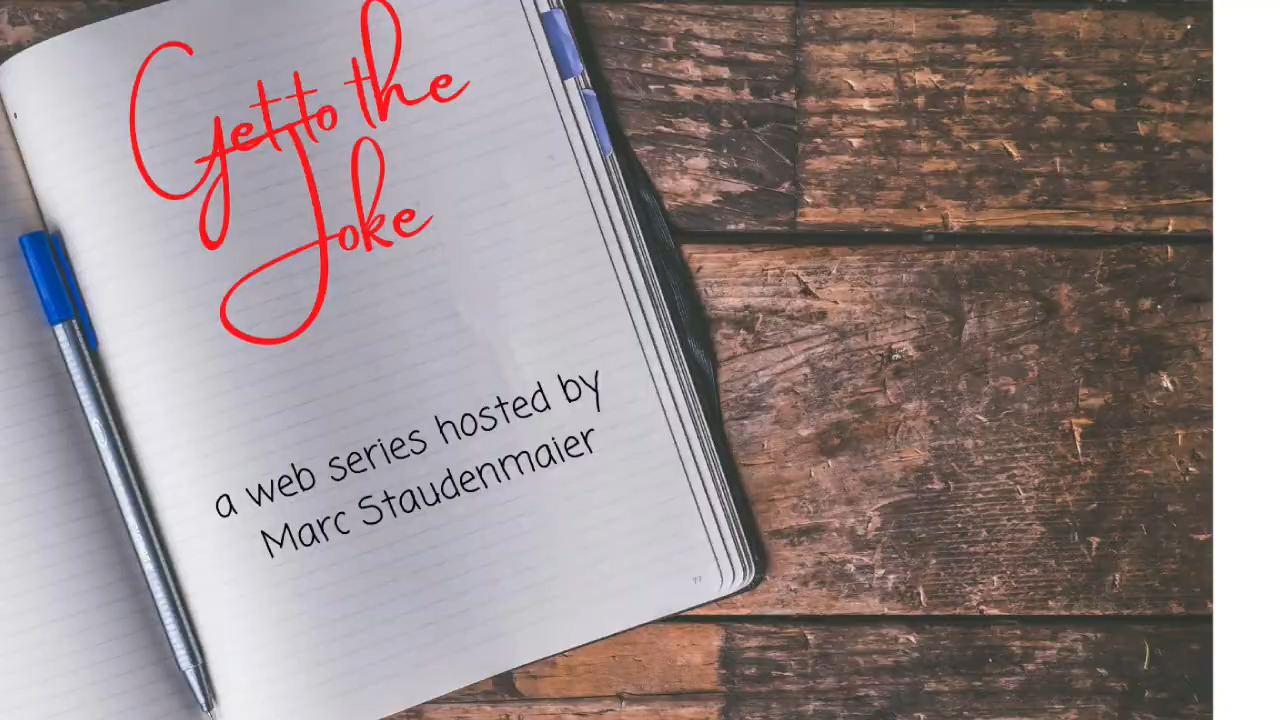 Get to the
Joke
a web series hosted by
Marc Staudenmaier